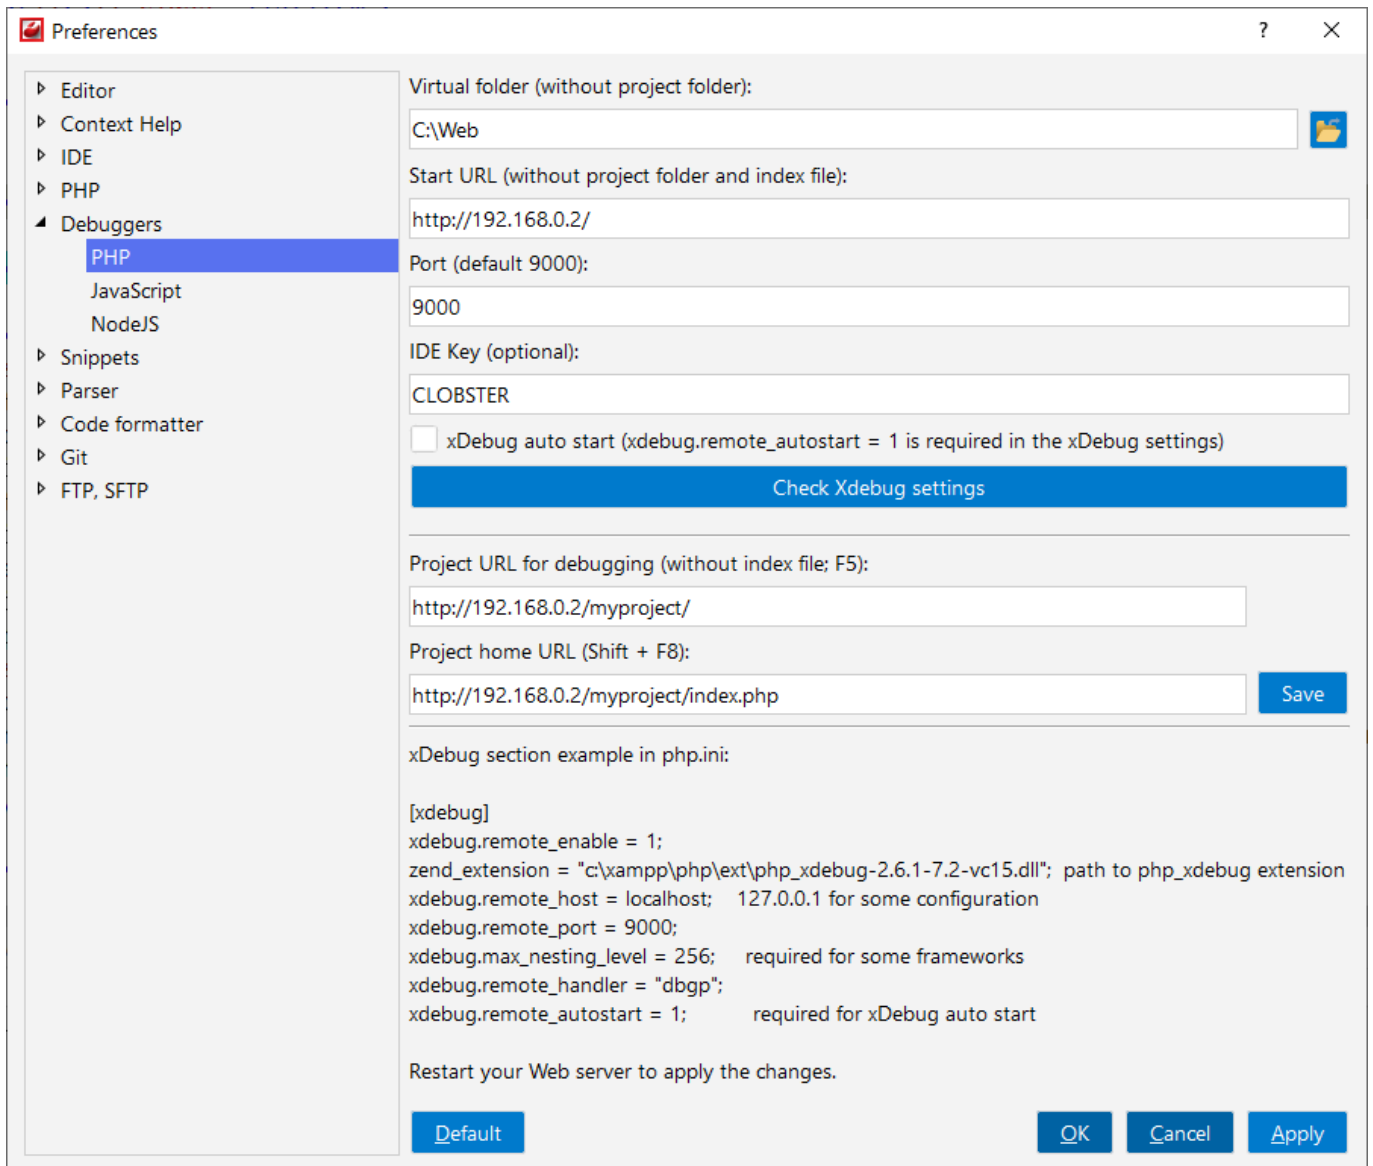 Preferences
?
Editor
Context Help
IDE
PHP
Debuggers
PHP
JavaScript
NodeJS
Snippets
Parser
Code formatter
Git
FTP, SFTP
Virtual folder (without project folder):
C:\Web
Start URL (without project folder and index file):
http://192.168.0.2/
Port (default 9000):
9000
IDE Key (optional):
CLOBSTER
xDebug auto start (xdebug.remote_autostart = 1 is required in the xDebug settings)
Check Xdebug settings
Project URL for debugging (without index file; F5):
http://192.168.0.2/myproject/
Project home URL (Shift + F8):
http://192.168.0.2/myproject/index.php
Save
xDebug section example in php.ini:
[xdebug]
xdebug.remote_enable = 1;
zend_extension = "c:\xampp\php\ext\php_xdebug-2.6.1-7.2-vc15.dll"; path to php_xdebug extension
xdebug.remote_host = localhost; 127.0.0.1 for some configuration
xdebug.remote_port = 9000;
xdebug.max_nesting_level = 256; required for some frameworks
xdebug.remote_handler = "dbgp";
xdebug.remote_autostart = 1; required for xDebug auto start
Restart your Web server to apply the changes.
Default
OK
Cancel
Apply